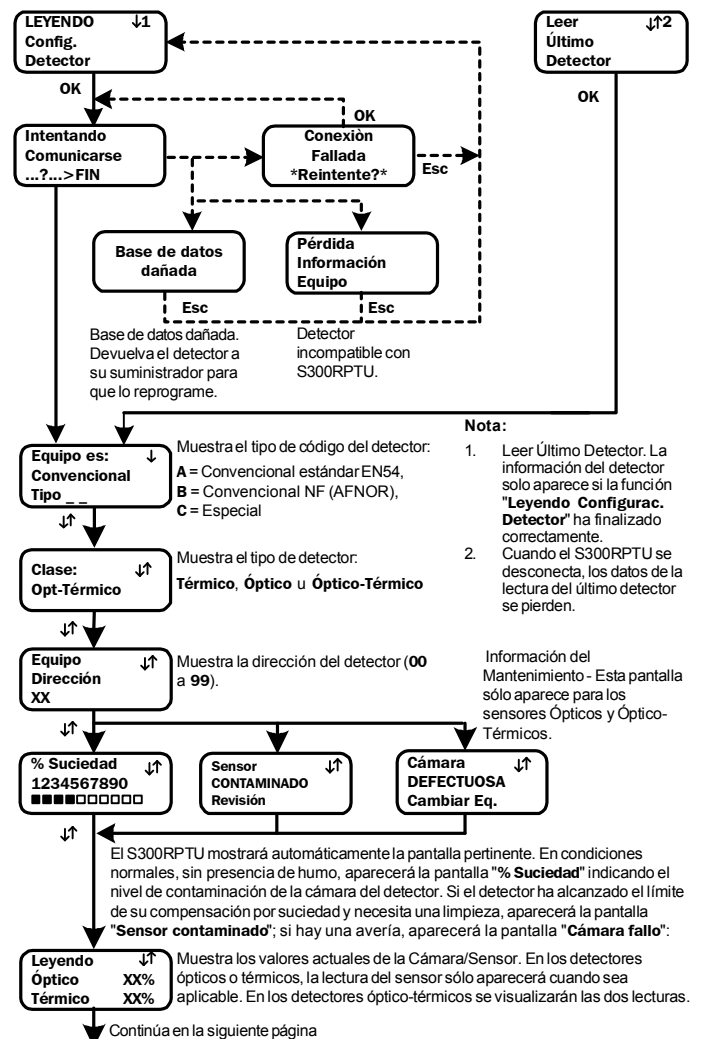 LEYENDO ↓1
Config.
Detector
Leer ↓↑2
Último
Detector
OK
OK
OK
Intentando
Comunicarse
...?...>FIN
Conexiòn
Fallada
*Reintente?*
Esc
Base de datos
dañada
Pérdida
Información
Equipo
Esc
Esc
Base de datos dañada.
Devuelva el detector a
su suministrador para
que lo reprograme.
Detector
incompatible con
S300RPTU.
Equipo es: ↓
Convencional
Tipo _ _
Muestra el tipo de código del detector:
A = Convencional estándar EN54,
B = Convencional NF (AFNOR),
C = Especial
Nota:
1. Leer Último Detector. La
información del detector
solo aparece si la función
"Leyendo Configurac.
Detector" ha finalizado
correctamente.
2. Cuando el S300RPTU se
desconecta, los datos de la
lectura del último detector
se pierden.
↓↑
Clase: ↓↑
Opt-Térmico
Muestra el tipo de detector:
Térmico, Óptico u Óptico-Térmico
↓↑
Equipo ↓↑
Dirección
XX
Muestra la dirección del detector (00
a 99).
Información del
Mantenimiento - Esta pantalla
sólo aparece para los
sensores Ópticos y Óptico-
Térmicos.
↓↑
% Suciedad ↓↑
1234567890
■■■■□□□□□□
Sensor ↓↑
CONTAMINADO
Revisión
Cámara ↓↑
DEFECTUOSA
Cambiar Eq.
↓↑
El S300RPTU mostrará automáticamente la pantalla pertinente. En condiciones
normales, sin presencia de humo, aparecerá la pantalla "% Suciedad" indicando el
nivel de contaminación de la cámara del detector. Si el detector ha alcanzado el límite
de su compensación por suciedad y necesita una limpieza, aparecerá la pantalla
"Sensor contaminado"; si hay una avería, aparecerá la pantalla "Cámara fallo":
Leyendo ↓↑
Óptico XX%
Térmico XX%
Muestra los valores actuales de la Cámara/Sensor. En los detectores
ópticos o térmicos, la lectura del sensor sólo aparecerá cuando sea
aplicable. En los detectores óptico-térmicos se visualizarán las dos lecturas.
Continúa en la siguiente página